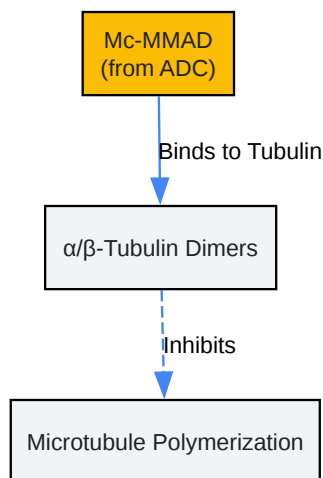 Mc-MMAD
(from ADC)
Binds to Tubulin
α/β-Tubulin Dimers
Inhibits
Microtubule Polymerization